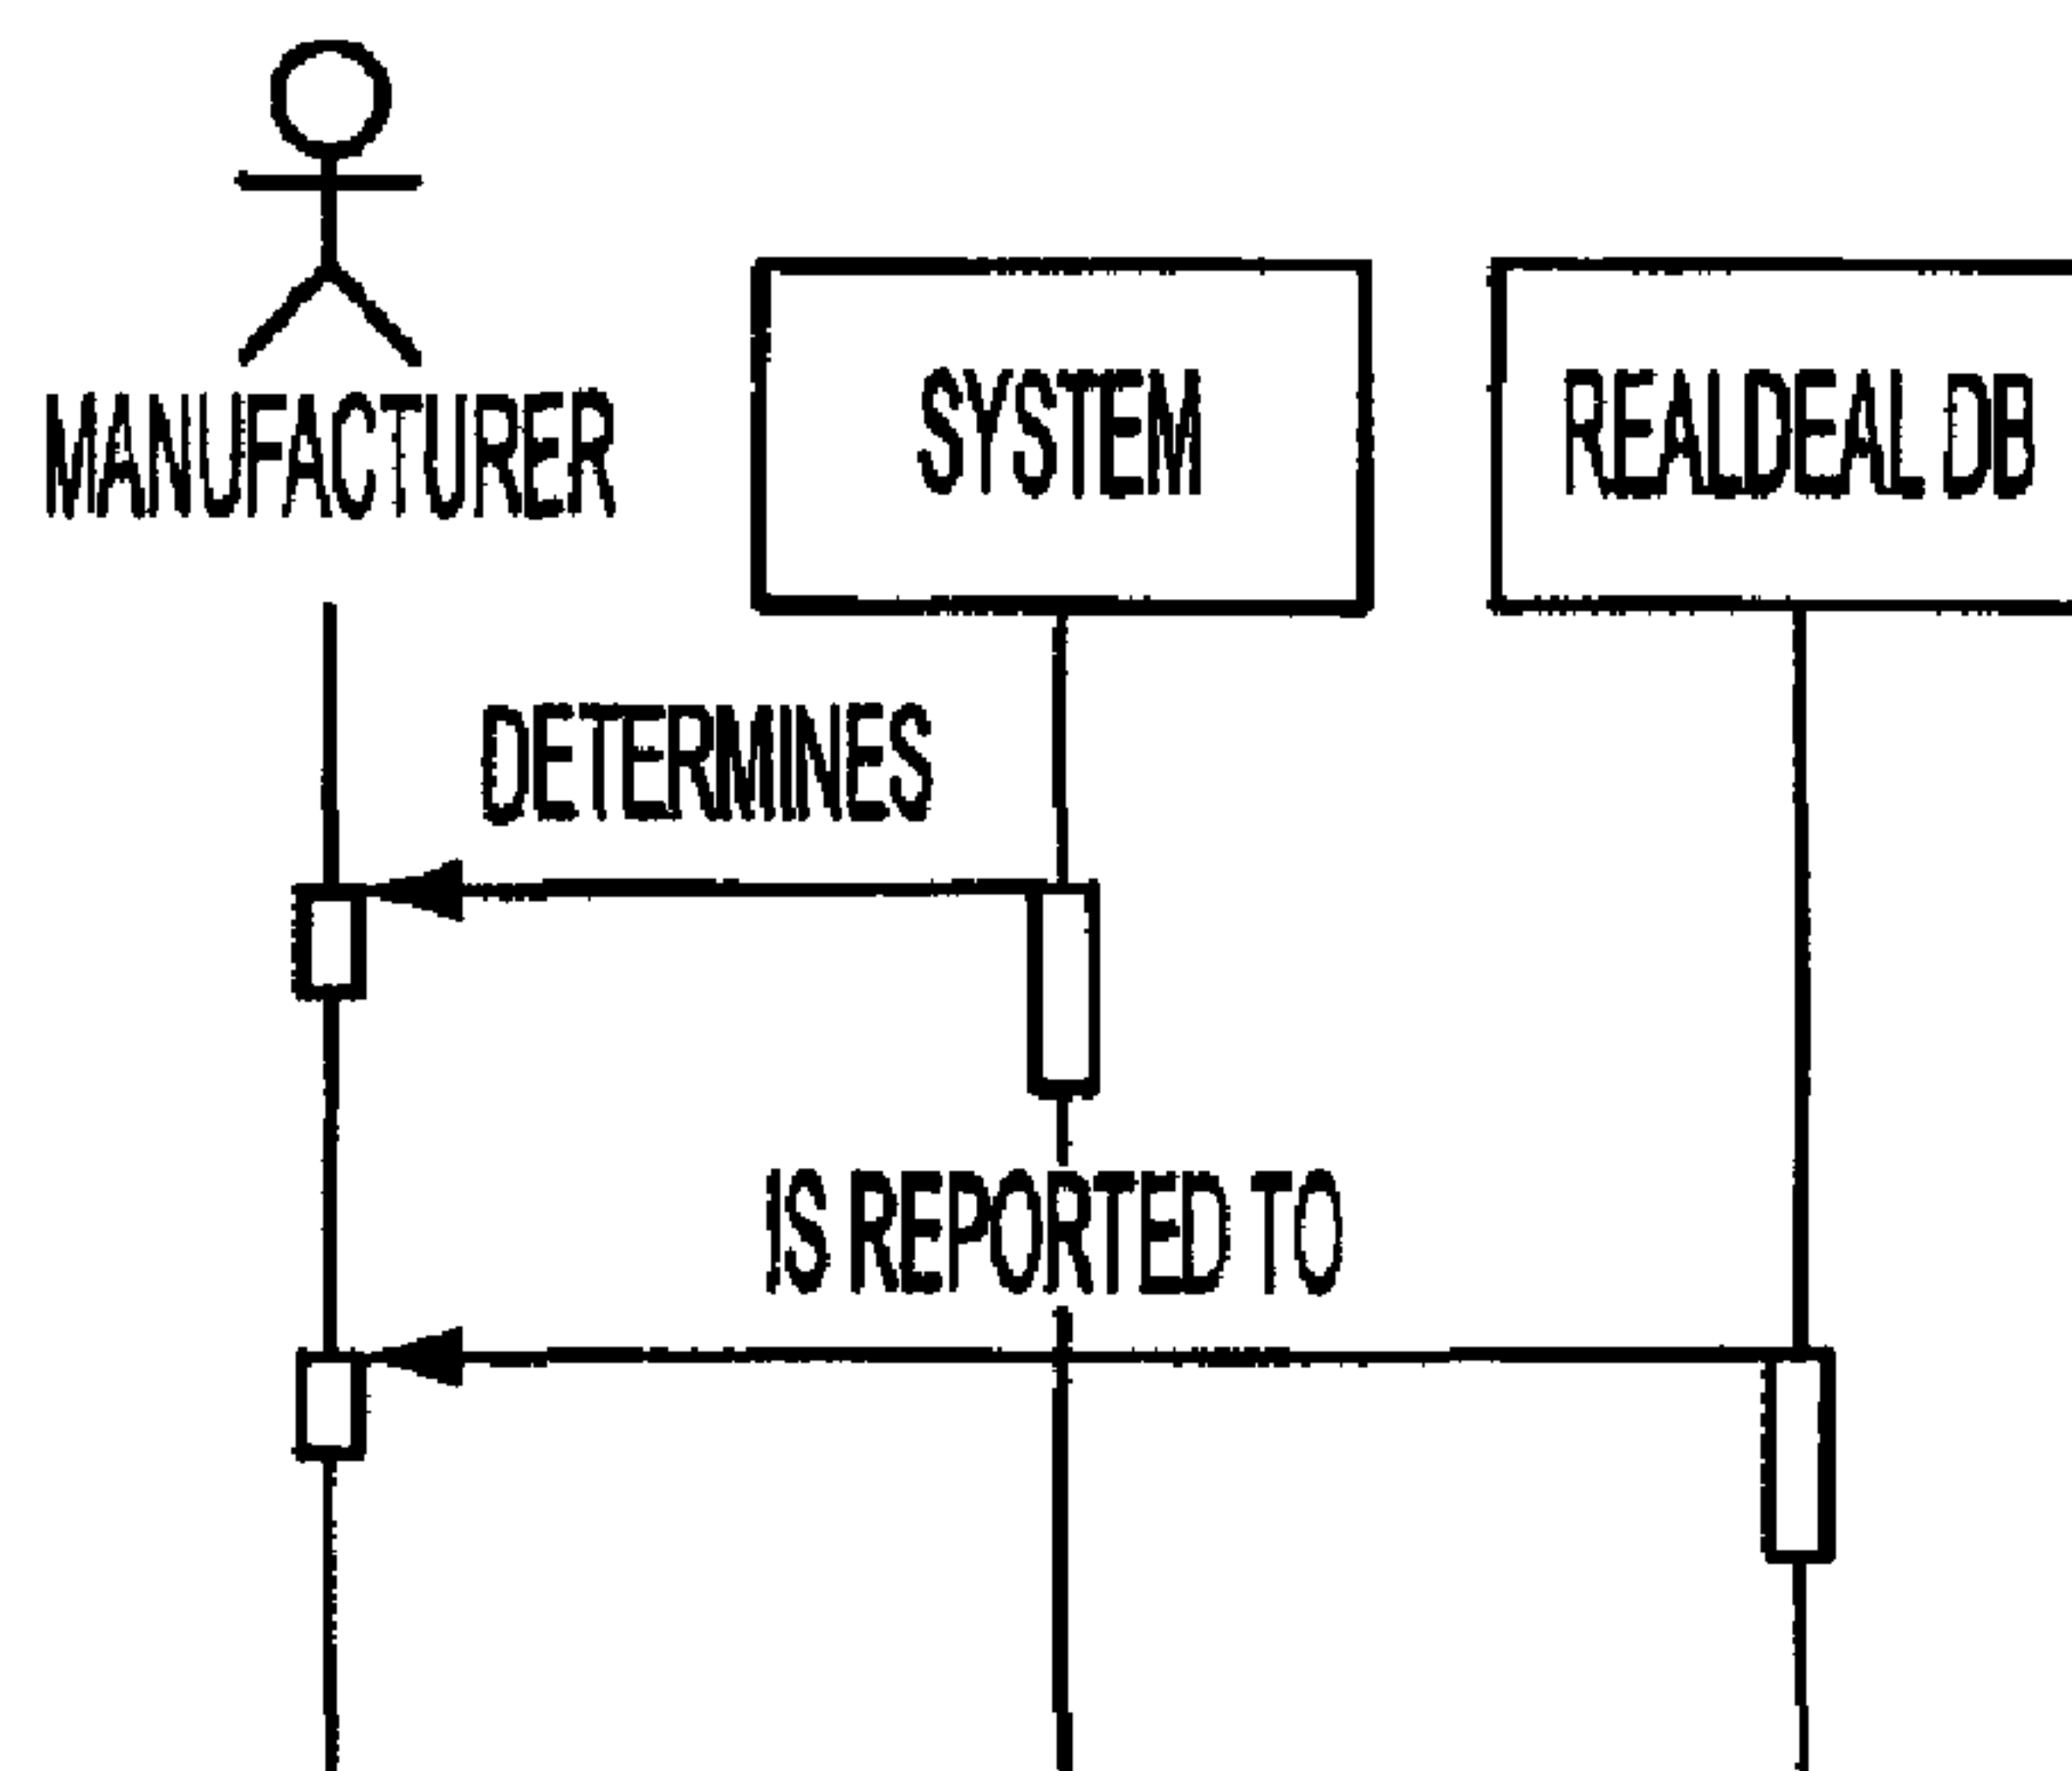 MANUFACTURER
SYSTEM
REALDEAL DB
DETERMINES
IS REPORTED TO